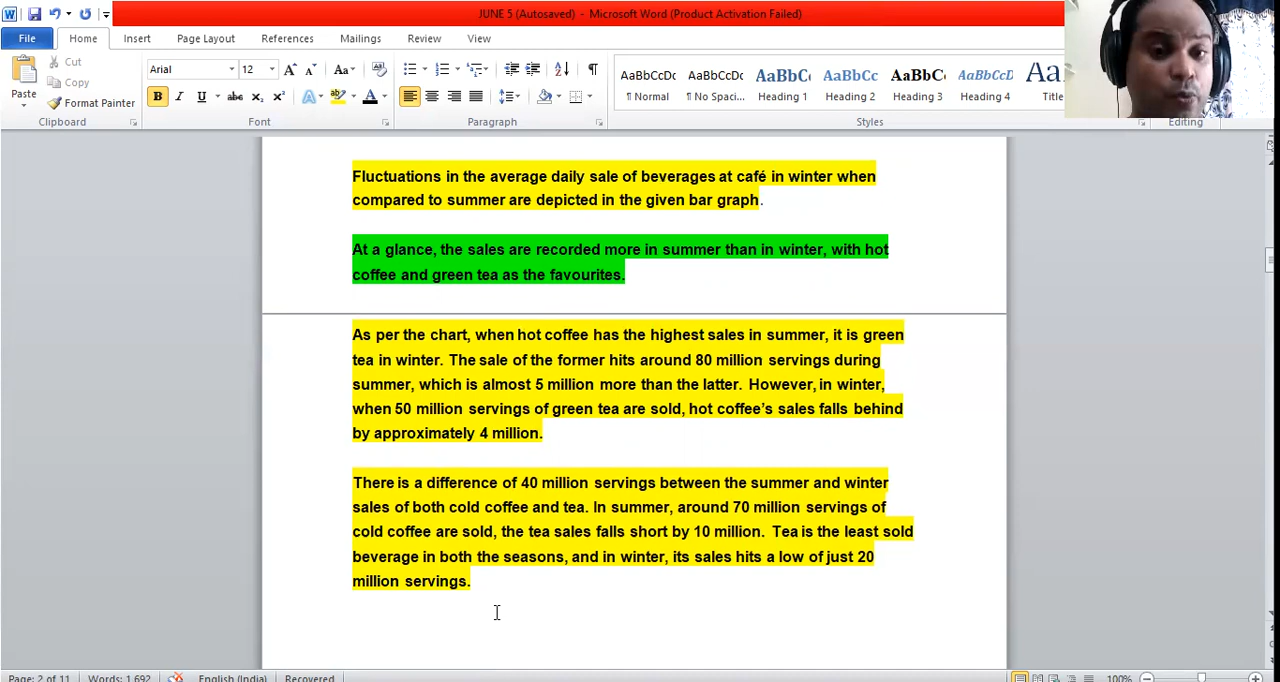 JUNE 5 (Autosaved) - Microsoft Word (Product Activation Failed)
File Home Insert Page Layout References Mailings Review View
Cut
Copy
Paste
Format Painter
Arial 12
AaBbCcDc AaBbCcDc AaBbC AaBbCc AaBbCc AaBbCcD Aa
¶ Normal ¶ No Spaci... Heading 1 Heading 2 Heading 3 Heading 4 Title
Clipboard Font Paragraph Styles Editing
Fluctuations in the average daily sale of beverages at café in winter when
compared to summer are depicted in the given bar graph.
At a glance, the sales are recorded more in summer than in winter, with hot
coffee and green tea as the favourites.
As per the chart, when hot coffee has the highest sales in summer, it is green
tea in winter. The sale of the former hits around 80 million servings during
summer, which is almost 5 million more than the latter. However, in winter,
when 50 million servings of green tea are sold, hot coffee's sales falls behind
by approximately 4 million.
There is a difference of 40 million servings between the summer and winter
sales of both cold coffee and tea. In summer, around 70 million servings of
cold coffee are sold, the tea sales falls short by 10 million. Tea is the least sold
beverage in both the seasons, and in winter, its sales hits a low of just 20
million servings.
Page: 2 of 11 Words: 1,692 English (India) Recovered 100%